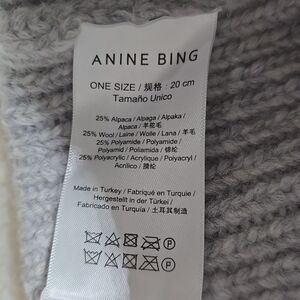 ANINE BING
ONE SIZE / 规格 : 20 cm
Tamaño Unico
25% Alpaca / Alpaga / Alpaka /
Alpaca / 羊驼毛
25% Wool / Laine / Wolle / Lana / 羊毛
25% Polyamide / Polyamide /
Polyamid / Poliamida / 锦纶
25% Polyacrylic / Acrylique / Polyacryl /
Acrílico / 腈纶
Made in Turkey / Fabriqué en Turquie /
Hergestellt in der Türkei /
Fabricado en Turquía / 土耳其制造
P
P